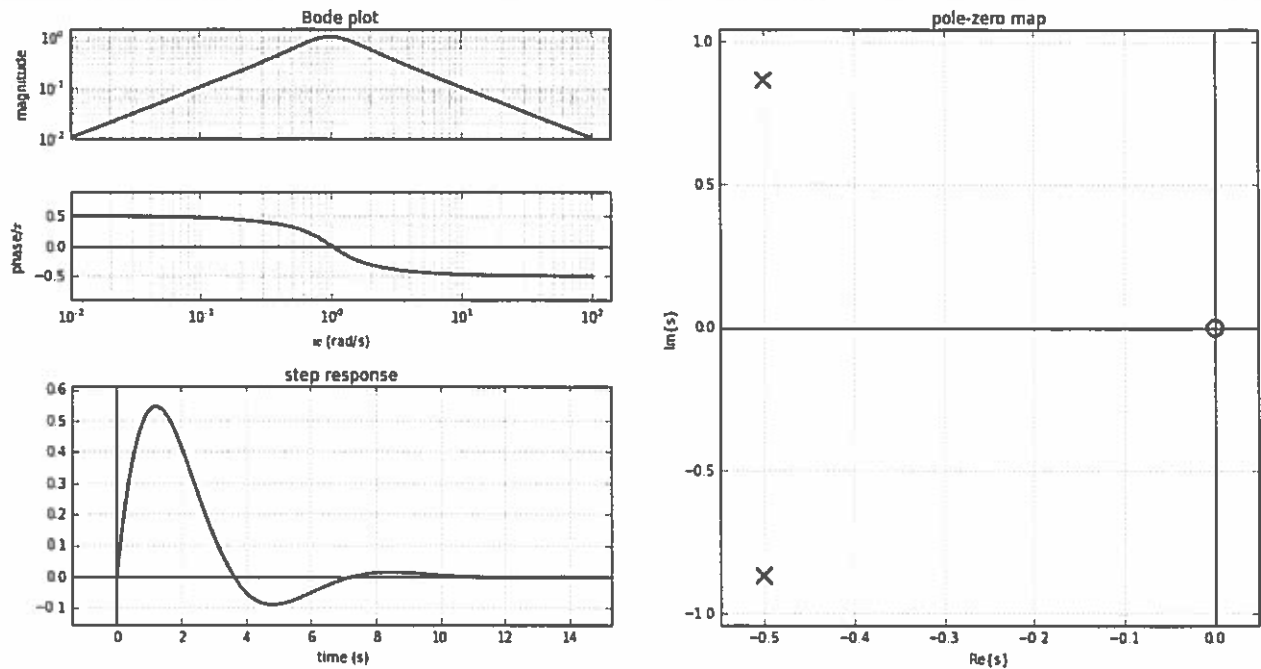 Bode plot
magnitude
10⁰
10⁻¹
10⁻²
phase/π
0.5
0.0
−0.5
10⁻² 10⁻¹ 10⁰ 10¹ 10²
w (rad/s)
step response
0.6
0.5
0.4
0.3
0.2
0.1
0.0
−0.1
0 2 4 6 8 10 12 14
time (s)
pole-zero map
Im{s}
1.0
0.5
0.0
−0.5
−1.0
−0.5 −0.4 −0.3 −0.2 −0.1 0.0
Re{s}